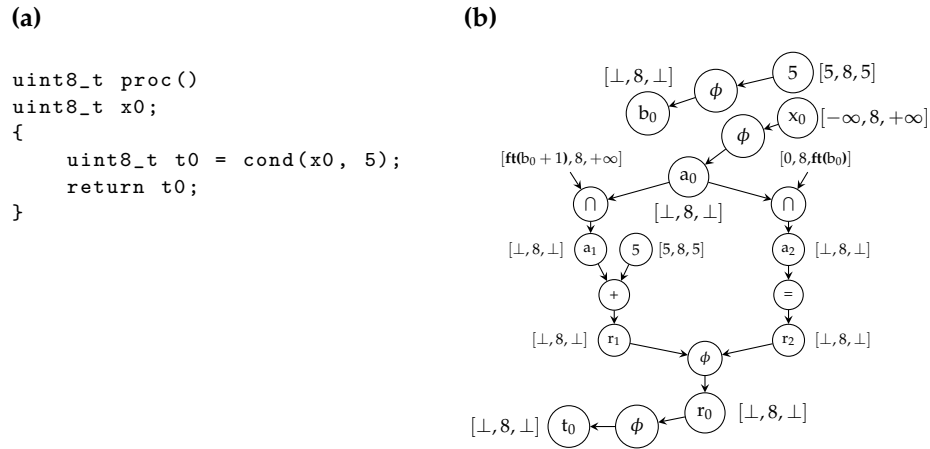 (a)
uint8_t proc()
uint8_t x0;
{
    uint8_t t0 = cond(x0, 5);
    return t0;
}
(b)
[⊥, 8, ⊥] ϕ 5 [5, 8, 5]
b₀
x₀ [−∞, 8, +∞]
ϕ
[ft(b₀ + 1), 8, +∞] a₀ [0, 8, ft(b₀)]
∩ [⊥, 8, ⊥] ∩
[⊥, 8, ⊥] a₁ 5 [5, 8, 5] a₂ [⊥, 8, ⊥]
+ =
[⊥, 8, ⊥] r₁ r₂ [⊥, 8, ⊥]
ϕ
[⊥, 8, ⊥] t₀ ϕ r₀ [⊥, 8, ⊥]